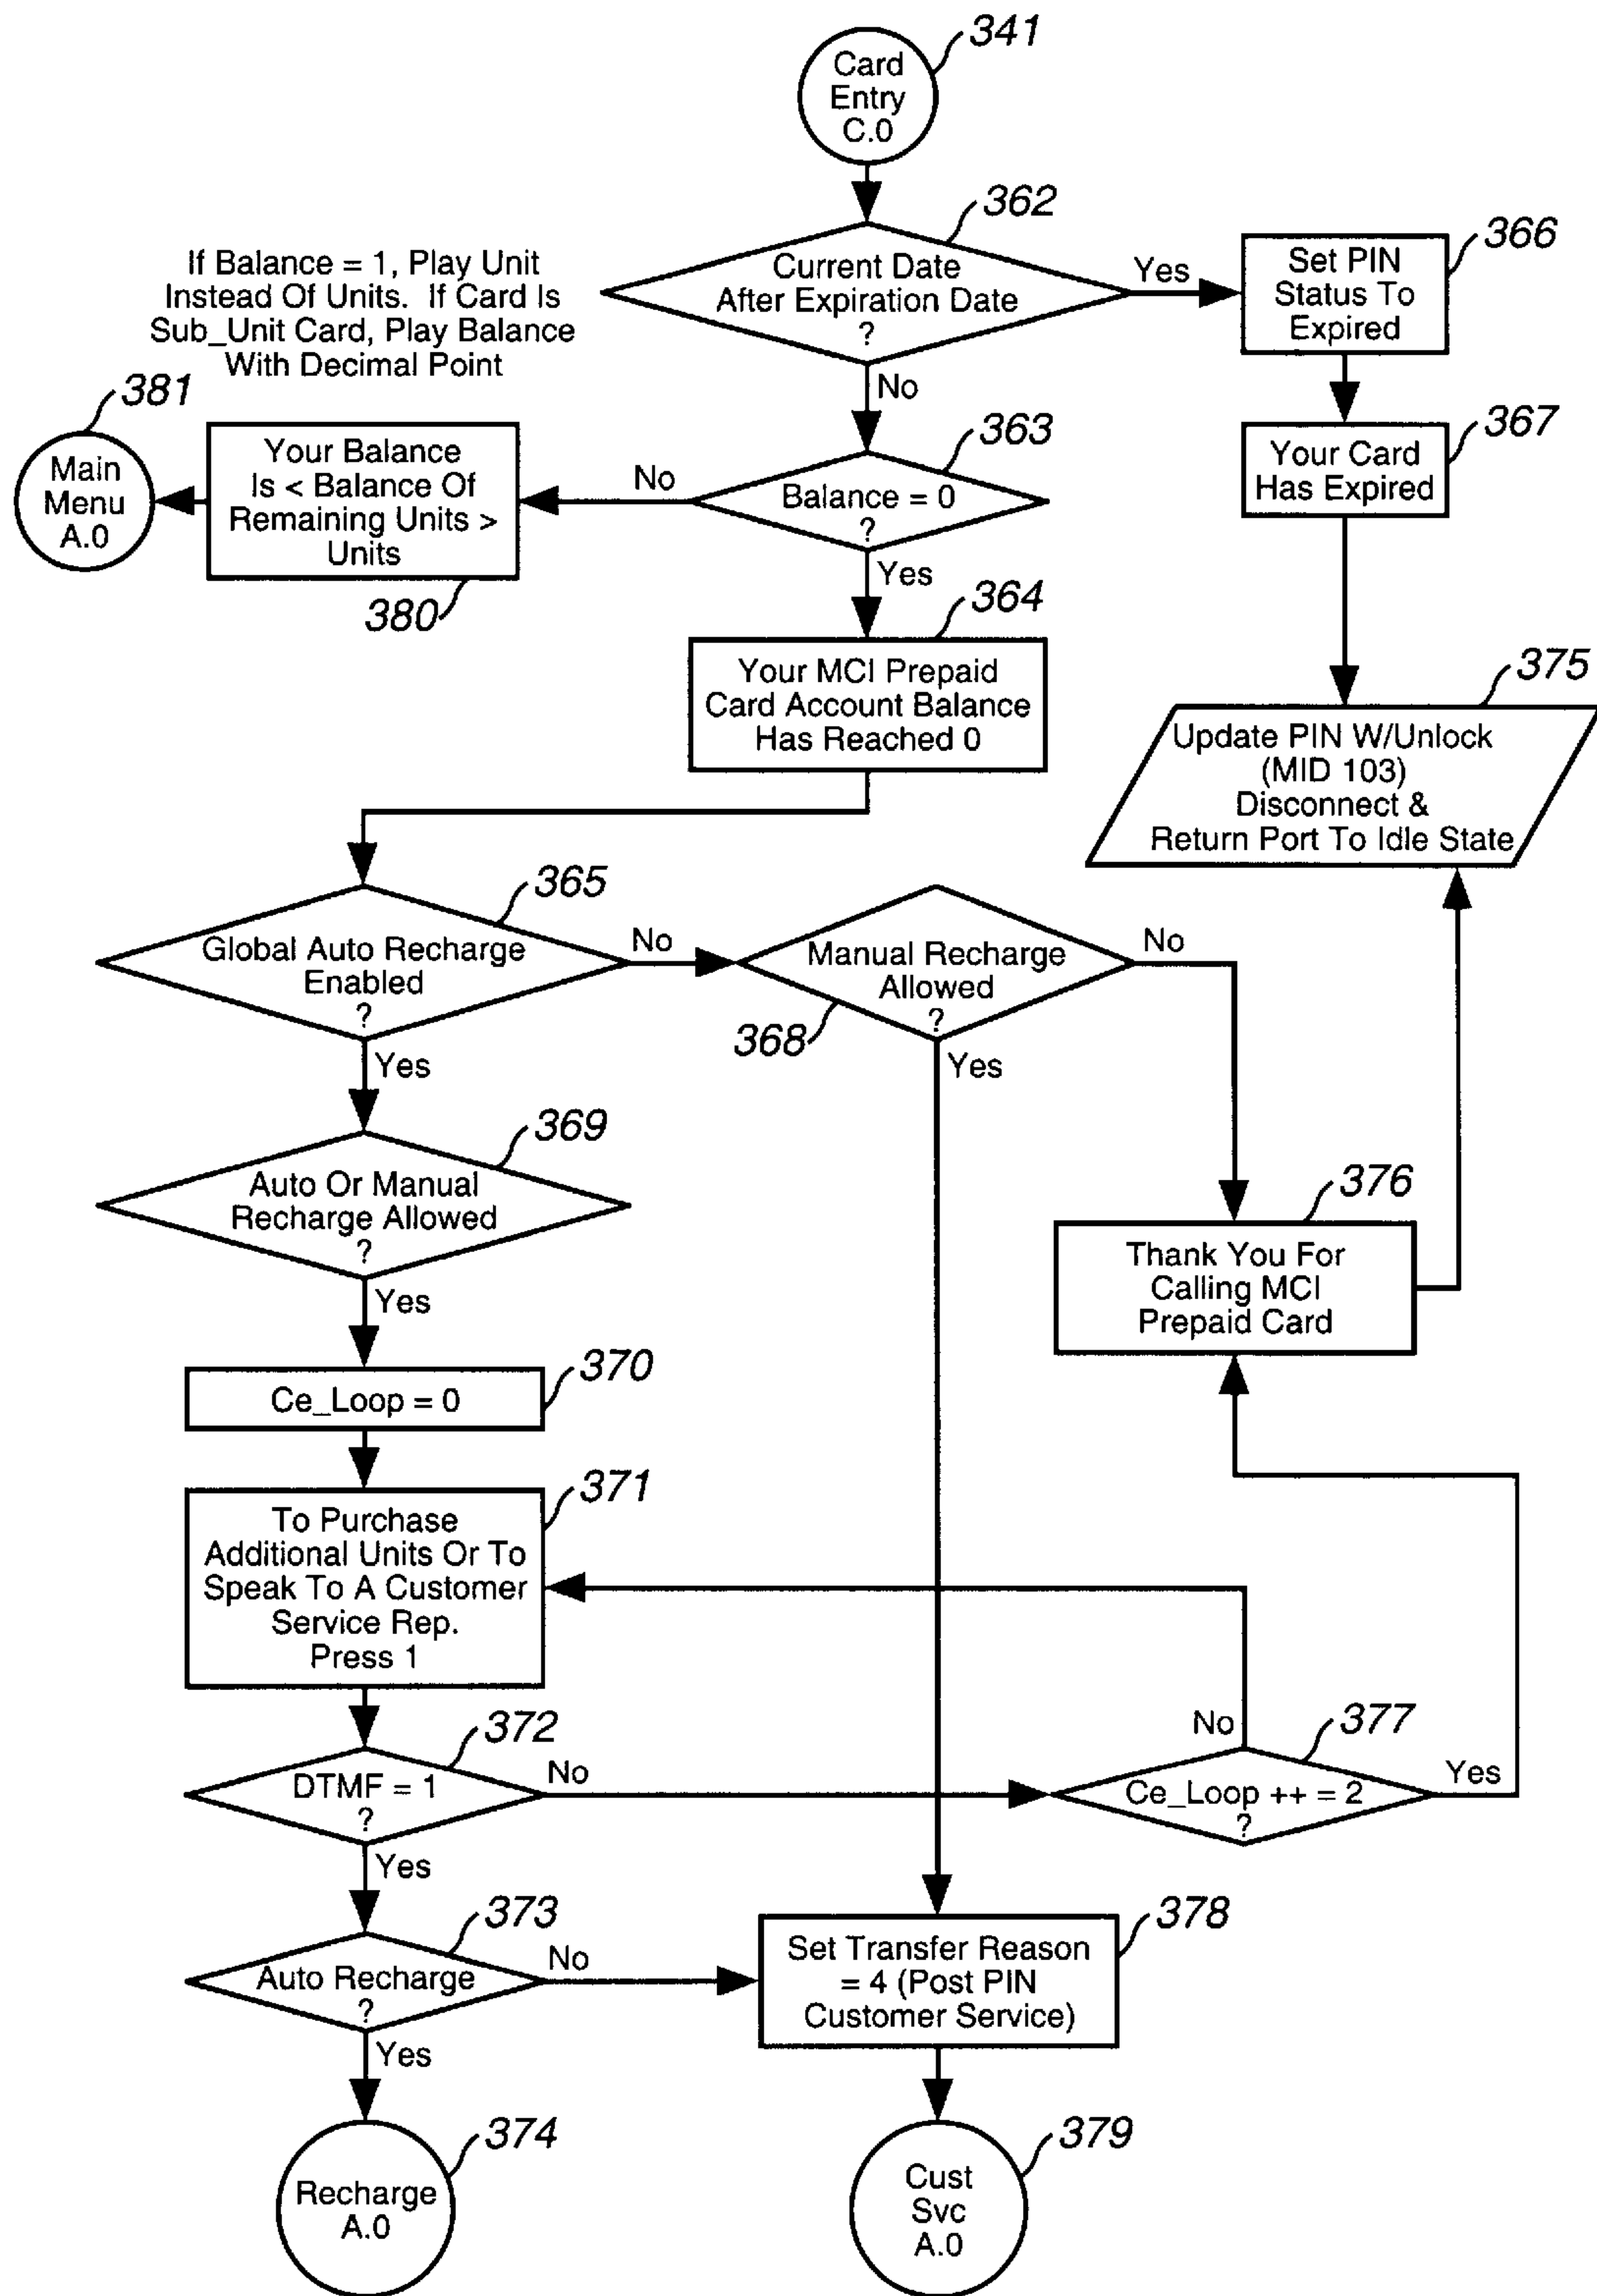 341
Card
Entry
C.0
362
Current Date
After Expiration Date
?
Yes
366
Set PIN
Status To
Expired
If Balance = 1, Play Unit
Instead Of Units. If Card Is
Sub_Unit Card, Play Balance
With Decimal Point
No
381
Main
Menu
A.0
Your Balance
Is < Balance Of
Remaining Units >
Units
380
No
363
Balance = 0
?
Yes
367
Your Card
Has Expired
364
Your MCI Prepaid
Card Account Balance
Has Reached 0
375
Update PIN W/Unlock
(MID 103)
Disconnect &
Return Port To Idle State
365
Global Auto Recharge
Enabled
?
No
Yes
Manual Recharge
Allowed
?
368
No
Yes
369
Auto Or Manual
Recharge Allowed
?
Yes
376
Thank You For
Calling MCI
Prepaid Card
370
Ce_Loop = 0
371
To Purchase
Additional Units Or To
Speak To A Customer
Service Rep.
Press 1
372
DTMF = 1
?
No
Yes
No
377
Ce_Loop ++ = 2
?
Yes
373
Auto Recharge
?
No
Yes
378
Set Transfer Reason
= 4 (Post PIN
Customer Service)
374
Recharge
A.0
379
Cust
Svc
A.0